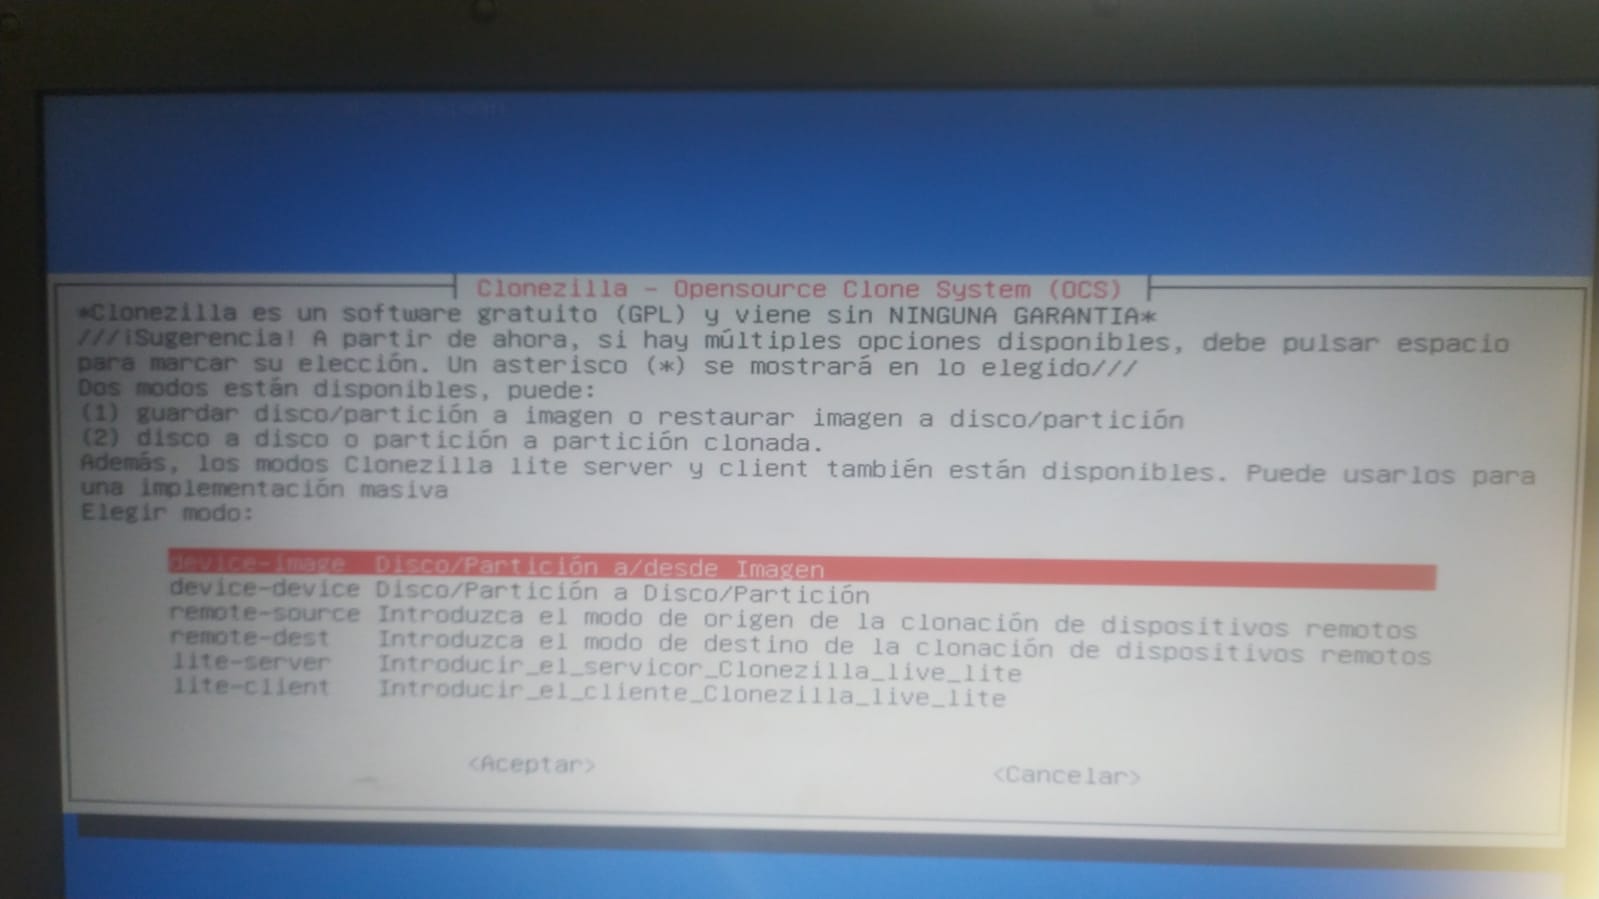 Clonezilla - Opensource Clone System (OCS)
*Clonezilla es un software gratuito (GPL) y viene sin NINGUNA GARANTIA*
///¡Sugerencia! A partir de ahora, si hay múltiples opciones disponibles, debe pulsar espacio
para marcar su elección. Un asterisco (*) se mostrará en lo elegido///
Dos modos están disponibles, puede:
(1) guardar disco/partición a imagen o restaurar imagen a disco/partición
(2) disco a disco o partición a partición clonada.
Además, los modos Clonezilla lite server y client también están disponibles. Puede usarlos para
una implementación masiva
Elegir modo:
device-image Disco/Partición a/desde Imagen
device-device Disco/Partición a Disco/Partición
remote-source Introduzca el modo de origen de la clonación de dispositivos remotos
remote-dest Introduzca el modo de destino de la clonación de dispositivos remotos
lite-server Introducir_el_servicor_Clonezilla_live_lite
lite-client Introducir_el_cliente_Clonezilla_live_lite
<Aceptar> <Cancelar>